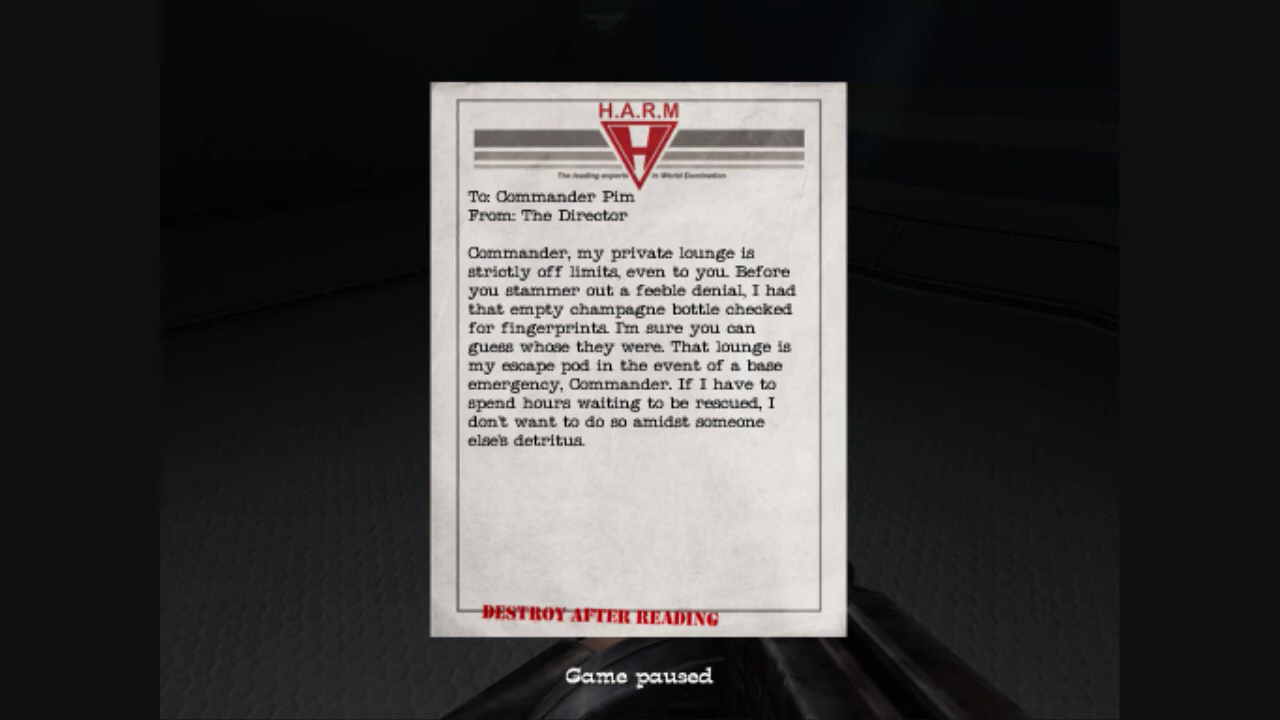 H.A.R.M
H
The leading experts in World Domination
To: Commander Pim
From: The Director
Commander, my private lounge is
strictly off limits, even to you. Before
you stammer out a feeble denial, I had
that empty champagne bottle checked
for fingerprints. I'm sure you can
guess whose they were. That lounge is
my escape pod in the event of a base
emergency, Commander. If I have to
spend hours waiting to be rescued, I
don't want to do so amidst someone
else's detritus.
DESTROY AFTER READING
Game paused